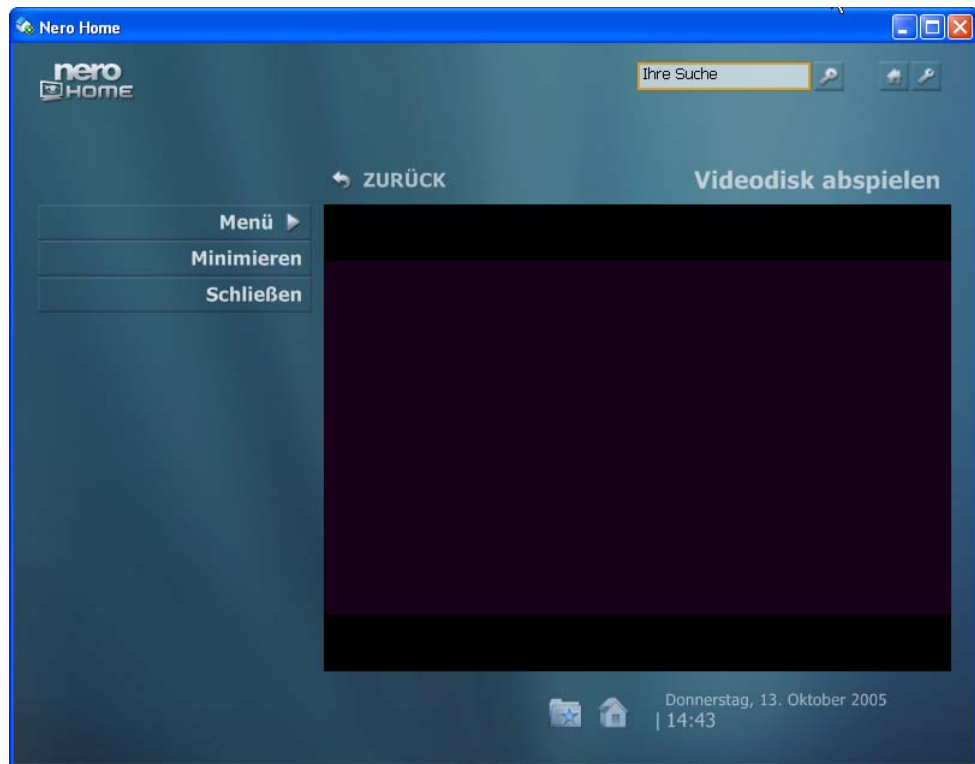 Nero Home
nero
HOME
Ihre Suche
ZURÜCK
Videodisk abspielen
Menü
Minimieren
Schließen
Donnerstag, 13. Oktober 2005
| 14:43